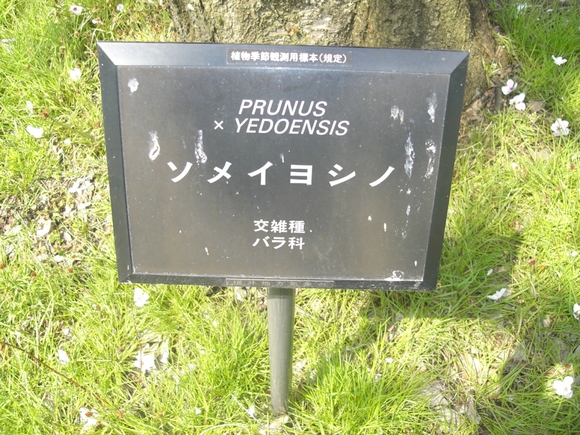 植物季節観測用標本(規定)
PRUNUS
× YEDOENSIS
ソメイヨシノ
交雑種
バラ科